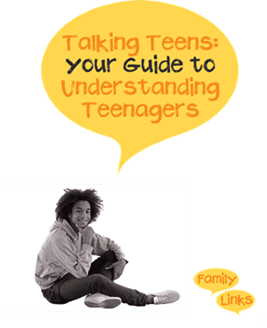 Talking Teens:
Your Guide to
Understanding
Teenagers
Family
Links